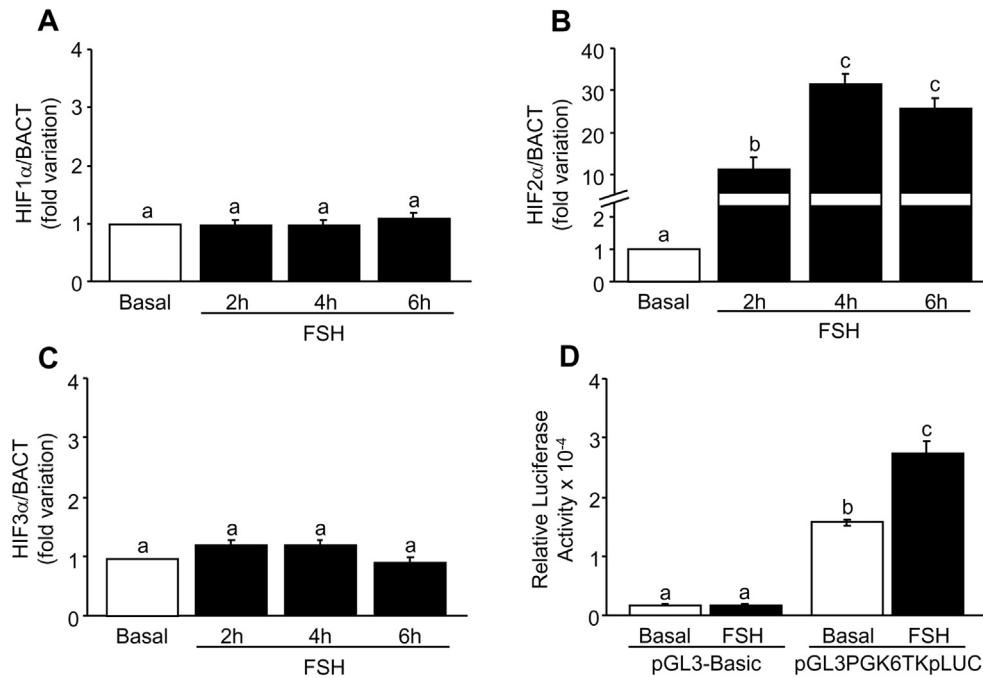 A
HIF1α/BACT
(fold variation)
4
3
2
1
0
a
a
a
a
Basal
2h
4h
6h
FSH
B
HIF2α/BACT
(fold variation)
40
30
20
10
2
1
0
a
b
c
c
Basal
2h
4h
6h
FSH
C
HIF3α/BACT
(fold variation)
4
3
2
1
0
a
a
a
a
Basal
2h
4h
6h
FSH
D
Relative Luciferase
Activity x 10⁻⁴
4
3
2
1
0
a
a
b
c
Basal
FSH
Basal
FSH
pGL3-Basic
pGL3PGK6TKpLUC